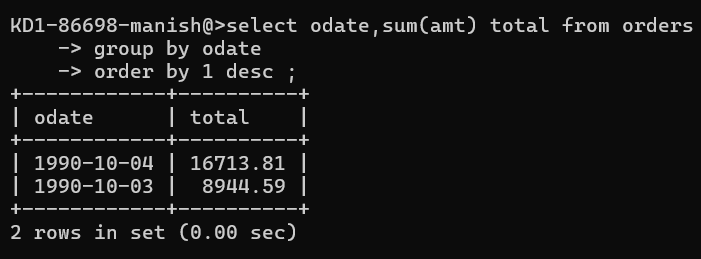 KD1-86698-manish@>select odate,sum(amt) total from orders
    -> group by odate
    -> order by 1 desc ;
+------------+----------+
| odate      | total    |
+------------+----------+
| 1990-10-04 | 16713.81 |
| 1990-10-03 |  8944.59 |
+------------+----------+
2 rows in set (0.00 sec)